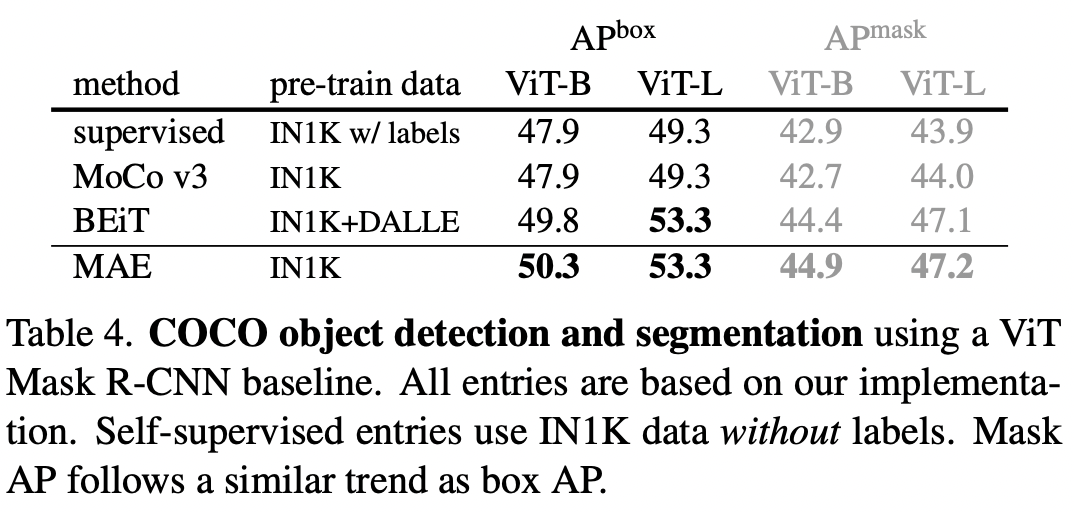 AP^box AP^mask
method pre-train data ViT-B ViT-L ViT-B ViT-L
supervised IN1K w/ labels 47.9 49.3 42.9 43.9
MoCo v3 IN1K 47.9 49.3 42.7 44.0
BEiT IN1K+DALLE 49.8 53.3 44.4 47.1
MAE IN1K 50.3 53.3 44.9 47.2
Table 4. COCO object detection and segmentation using a ViT
Mask R-CNN baseline. All entries are based on our implementa-
tion. Self-supervised entries use IN1K data without labels. Mask
AP follows a similar trend as box AP.